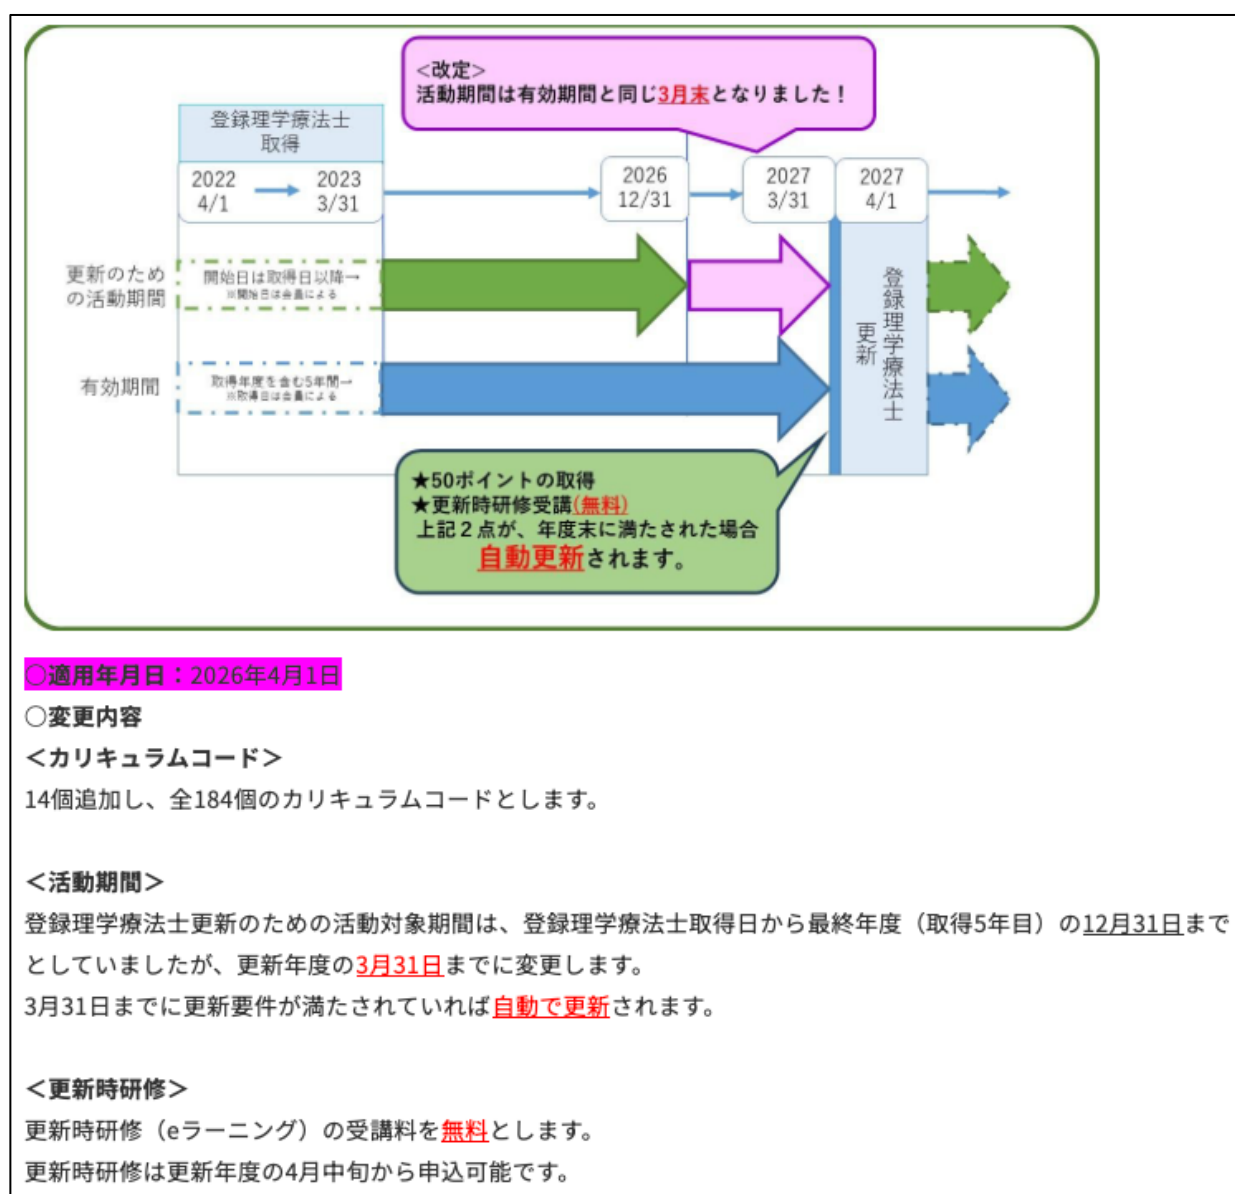 <改定>
活動期間は有効期間と同じ3月末となりました！
登録理学療法士
取得
2022
4/1
2023
3/31
2026
12/31
2027
3/31
2027
4/1
更新のため
の活動期間
開始日は取得日以降→
※開始日は会員による
登録理学療法士
更新
有効期間
取得年度を含む5年間→
※取得日は会員による
★50ポイントの取得
★更新時研修受講(無料)
上記２点が、年度末に満たされた場合
自動更新されます。
○適用年月日：2026年4月1日
○変更内容
＜カリキュラムコード＞
14個追加し、全184個のカリキュラムコードとします。
＜活動期間＞
登録理学療法士更新のための活動対象期間は、登録理学療法士取得日から最終年度（取得5年目）の12月31日まで
としていましたが、更新年度の3月31日までに変更します。
3月31日までに更新要件が満たされていれば自動で更新されます。
＜更新時研修＞
更新時研修（eラーニング）の受講料を無料とします。
更新時研修は更新年度の4月中旬から申込可能です。